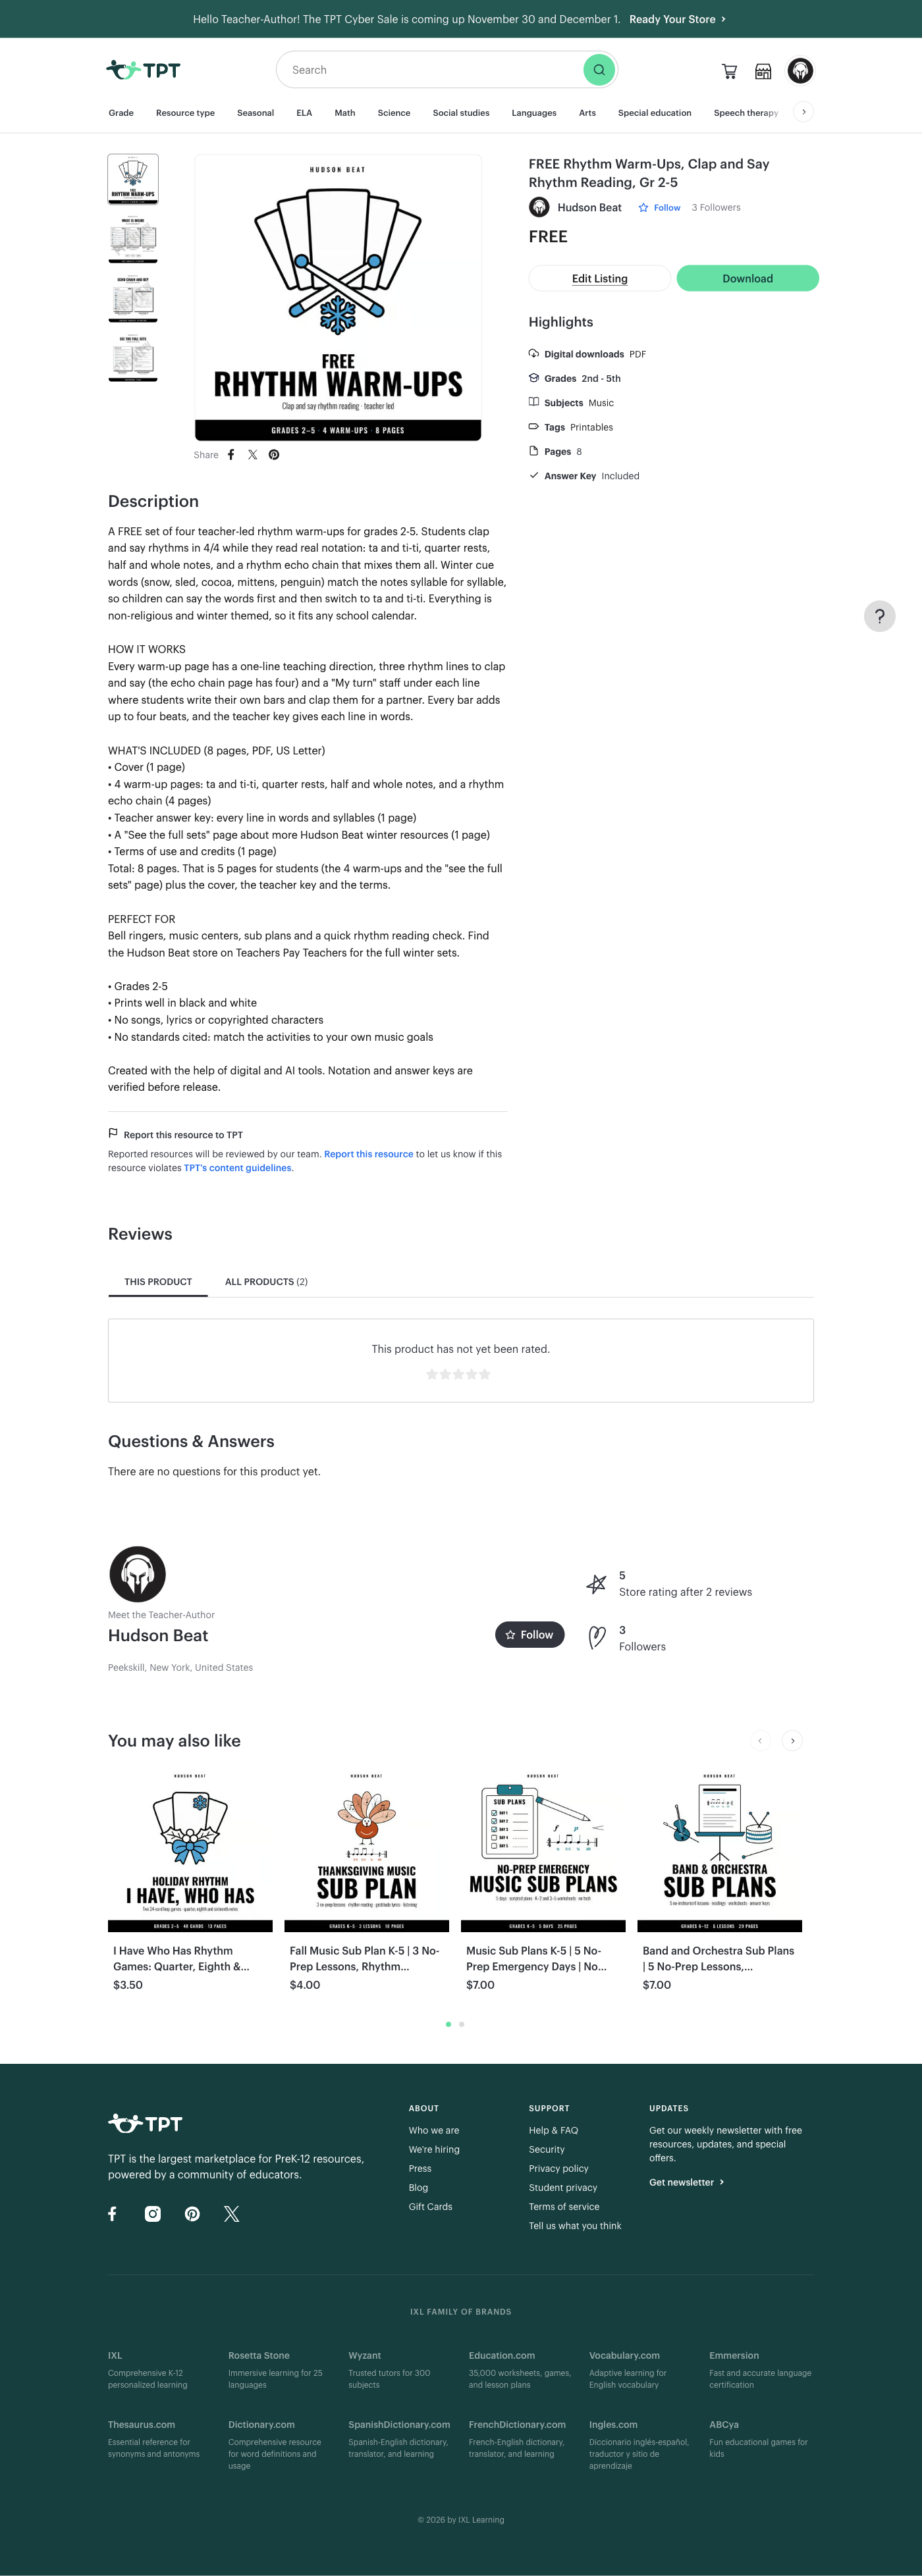 Hello Teacher-Author! The TPT Cyber Sale is coming up November 30 and December 1. Ready Your Store
TPT
Search
Grade Resource type Seasonal ELA Math Science Social studies Languages Arts Special education Speech therapy
HUDSON BEAT
FREE
RHYTHM WARM-UPS
Clap and say rhythm reading · teacher led
GRADES 2–5 · 4 WARM-UPS · 8 PAGES
Share
FREE Rhythm Warm-Ups, Clap and Say
Rhythm Reading, Gr 2-5
Hudson Beat Follow 3 Followers
FREE
Edit Listing Download
Highlights
Digital downloads PDF
Grades 2nd - 5th
Subjects Music
Tags Printables
Pages 8
Answer Key Included
Description
A FREE set of four teacher-led rhythm warm-ups for grades 2-5. Students clap
and say rhythms in 4/4 while they read real notation: ta and ti-ti, quarter rests,
half and whole notes, and a rhythm echo chain that mixes them all. Winter cue
words (snow, sled, cocoa, mittens, penguin) match the notes syllable for syllable,
so children can say the words first and then switch to ta and ti-ti. Everything is
non-religious and winter themed, so it fits any school calendar.
HOW IT WORKS
Every warm-up page has a one-line teaching direction, three rhythm lines to clap
and say (the echo chain page has four) and a "My turn" staff under each line
where students write their own bars and clap them for a partner. Every bar adds
up to four beats, and the teacher key gives each line in words.
WHAT'S INCLUDED (8 pages, PDF, US Letter)
• Cover (1 page)
• 4 warm-up pages: ta and ti-ti, quarter rests, half and whole notes, and a rhythm
echo chain (4 pages)
• Teacher answer key: every line in words and syllables (1 page)
• A "See the full sets" page about more Hudson Beat winter resources (1 page)
• Terms of use and credits (1 page)
Total: 8 pages. That is 5 pages for students (the 4 warm-ups and the "see the full
sets" page) plus the cover, the teacher key and the terms.
PERFECT FOR
Bell ringers, music centers, sub plans and a quick rhythm reading check. Find
the Hudson Beat store on Teachers Pay Teachers for the full winter sets.
• Grades 2-5
• Prints well in black and white
• No songs, lyrics or copyrighted characters
• No standards cited: match the activities to your own music goals
Created with the help of digital and AI tools. Notation and answer keys are
verified before release.
Report this resource to TPT
Reported resources will be reviewed by our team. Report this resource to let us know if this
resource violates TPT's content guidelines.
?
Reviews
THIS PRODUCT ALL PRODUCTS (2)
This product has not yet been rated.
Questions & Answers
There are no questions for this product yet.
Meet the Teacher-Author
Hudson Beat
Peekskill, New York, United States
Follow
5
Store rating after 2 reviews
3
Followers
You may also like
HUDSON BEAT
HOLIDAY RHYTHM
I HAVE, WHO HAS
I Have Who Has Rhythm
Games: Quarter, Eighth &...
$3.50
HUDSON BEAT
THANKSGIVING MUSIC
SUB PLAN
GRADES K–5 · 3 LESSONS · 18 PAGES
Fall Music Sub Plan K-5 | 3 No-
Prep Lessons, Rhythm...
$4.00
HUDSON BEAT
SUB PLANS
DAY 1
DAY 2
DAY 3
DAY 4
DAY 5
NO-PREP EMERGENCY
MUSIC SUB PLANS
GRADES K–5 · 5 DAYS · 25 PAGES
Music Sub Plans K-5 | 5 No-
Prep Emergency Days | No...
$7.00
HUDSON BEAT
BAND & ORCHESTRA
SUB PLANS
Band and Orchestra Sub Plans
| 5 No-Prep Lessons,...
$7.00
TPT
TPT is the largest marketplace for PreK-12 resources,
powered by a community of educators.
ABOUT
Who we are
We're hiring
Press
Blog
Gift Cards
SUPPORT
Help & FAQ
Security
Privacy policy
Student privacy
Terms of service
Tell us what you think
UPDATES
Get our weekly newsletter with free
resources, updates, and special
offers.
Get newsletter
IXL FAMILY OF BRANDS
IXL
Comprehensive K-12
personalized learning
Rosetta Stone
Immersive learning for 25
languages
Wyzant
Trusted tutors for 300
subjects
Education.com
35,000 worksheets, games,
and lesson plans
Vocabulary.com
Adaptive learning for
English vocabulary
Emmersion
Fast and accurate language
certification
Thesaurus.com
Essential reference for
synonyms and antonyms
Dictionary.com
Comprehensive resource
for word definitions and
usage
SpanishDictionary.com
Spanish-English dictionary,
translator, and learning
FrenchDictionary.com
French-English dictionary,
translator, and learning
Ingles.com
Diccionario inglés-español,
traductor y sitio de
aprendizaje
ABCya
Fun educational games for
kids
© 2026 by IXL Learning